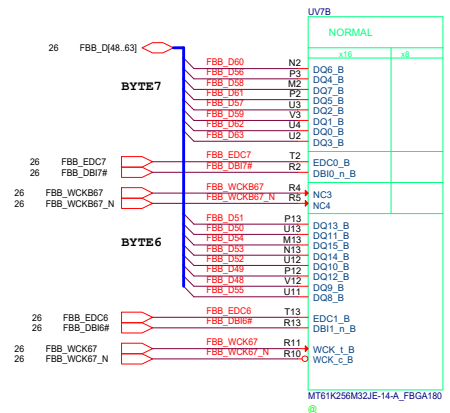 UV7B
NORMAL
x16 x8
26 FBB_D[48..63]
BYTE7
FBB_D60 N2 DQ6_B
FBB_D56 P3 DQ4_B
FBB_D58 M2 DQ7_B
FBB_D61 P2 DQ5_B
FBB_D57 U3 DQ2_B
FBB_D59 V3 DQ1_B
FBB_D62 U4 DQ0_B
FBB_D63 U2 DQ3_B
26 FBB_EDC7 FBB_EDC7 T2 EDC0_B
26 FBB_DBI7# FBB_DBI7# R2 DBI0_n_B
26 FBB_WCKB67 FBB_WCKB67 R4 NC3
26 FBB_WCKB67_N FBB_WCKB67_N R5 NC4
BYTE6
FBB_D51 P13 DQ13_B
FBB_D50 U13 DQ11_B
FBB_D54 M13 DQ15_B
FBB_D53 N13 DQ14_B
FBB_D52 U12 DQ10_B
FBB_D49 P12 DQ12_B
FBB_D48 V12 DQ9_B
FBB_D55 U11 DQ8_B
26 FBB_EDC6 FBB_EDC6 T13 EDC1_B
26 FBB_DBI6# FBB_DBI6# R13 DBI1_n_B
26 FBB_WCK67 FBB_WCK67 R11 WCK_t_B
26 FBB_WCK67_N FBB_WCK67_N R10 WCK_c_B
MT61K256M32JE-14-A_FBGA180
@